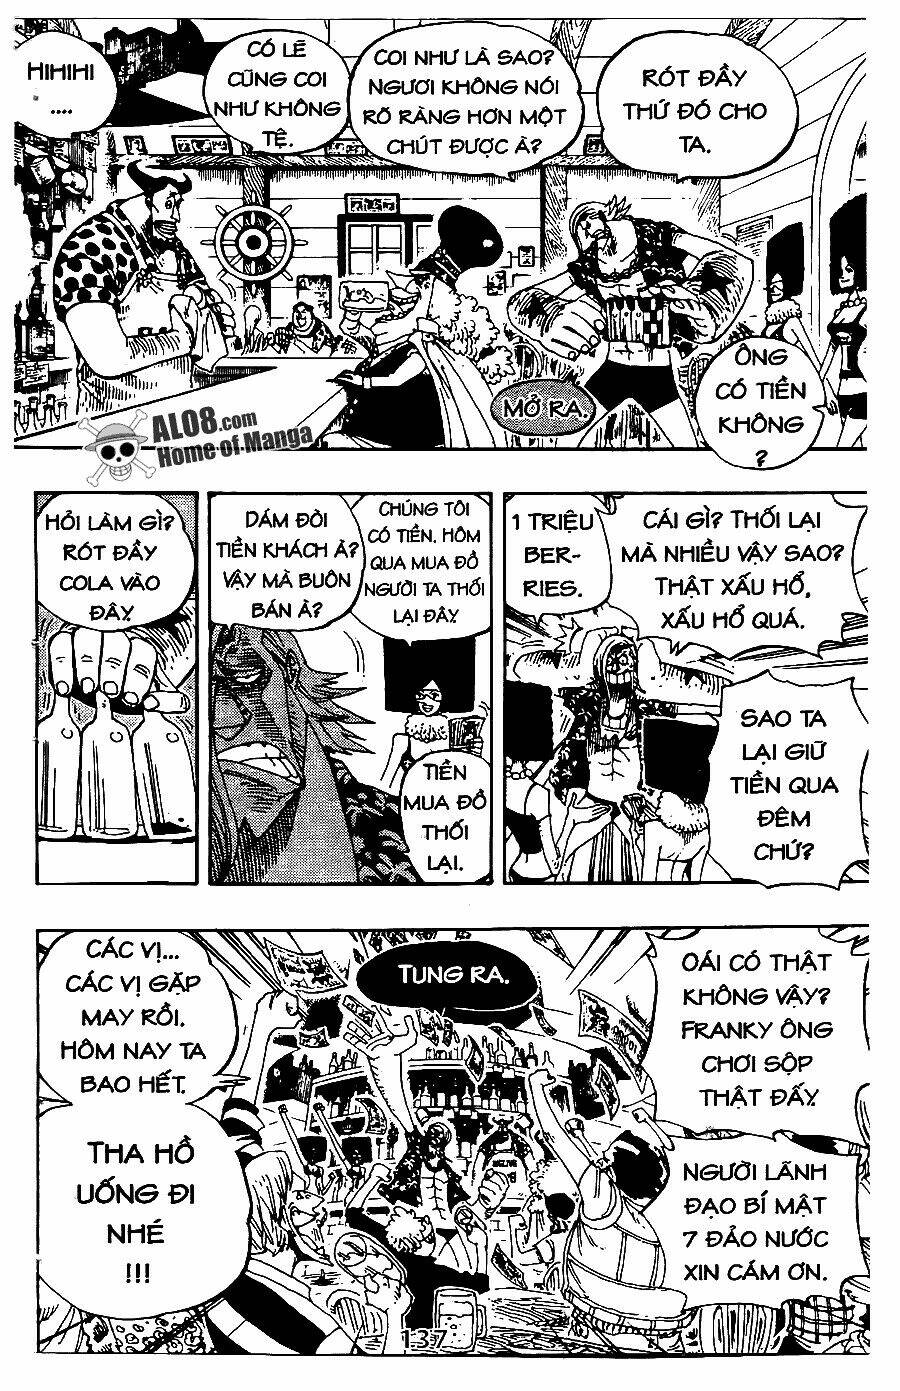 RÓT ĐẦY
THỨ ĐÓ CHO
TA.
COI NHƯ LÀ SAO?
NGƯƠI KHÔNG NÓI
RÕ RÀNG HƠN MỘT
CHÚT ĐƯỢC À?
CÓ LẼ
CŨNG COI
NHƯ KHÔNG
TỆ.
HIHIHI
....
MỞ RA.
ÔNG
CÓ TIỀN
KHÔNG
?
AL08.com
Home of Manga
CÁI GÌ? THỐI LẠI
MÀ NHIỀU VẬY SAO?
THẬT XẤU HỔ,
XẤU HỔ QUÁ.
1 TRIỆU
BER-
RIES.
SAO TA
LẠI GIỮ
TIỀN QUA
ĐÊM
CHỨ?
CHÚNG TÔI
CÓ TIỀN. HÔM
QUA MUA ĐỒ
NGƯỜI TA THỐI
LẠI ĐÂY.
DÁM ĐÒI
TIỀN KHÁCH À?
VẬY MÀ BUÔN
BÁN À?
TIỀN
MUA ĐỒ
THỐI
LẠI.
HỎI LÀM GÌ?
RÓT ĐẦY
COLA VÀO
ĐÂY.
OÁI CÓ THẬT
KHÔNG VẬY?
FRANKY ÔNG
CHƠI SỘP
THẬT ĐẤY.
TUNG RA.
CÁC VỊ...
CÁC VỊ GẶP
MAY RỒI.
HÔM NAY TA
BAO HẾT.
THA HỒ
UỐNG ĐI
NHÉ
!!!
NGƯỜI LÃNH
ĐẠO BÍ MẬT
7 ĐẢO NƯỚC
XIN CÁM ƠN.
137